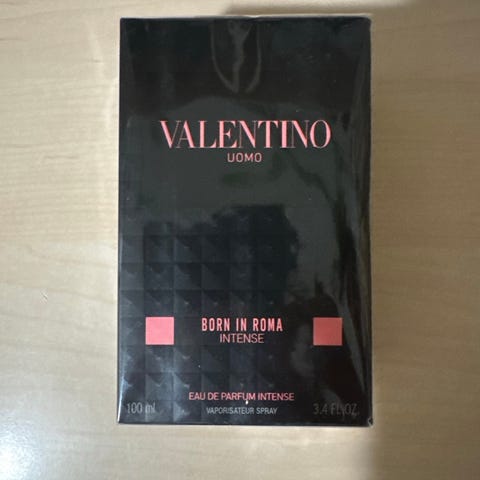 VALENTINO
UOMO
BORN IN ROMA
INTENSE
EAU DE PARFUM INTENSE
100 ml VAPORISATEUR SPRAY 3.4 FL.OZ.